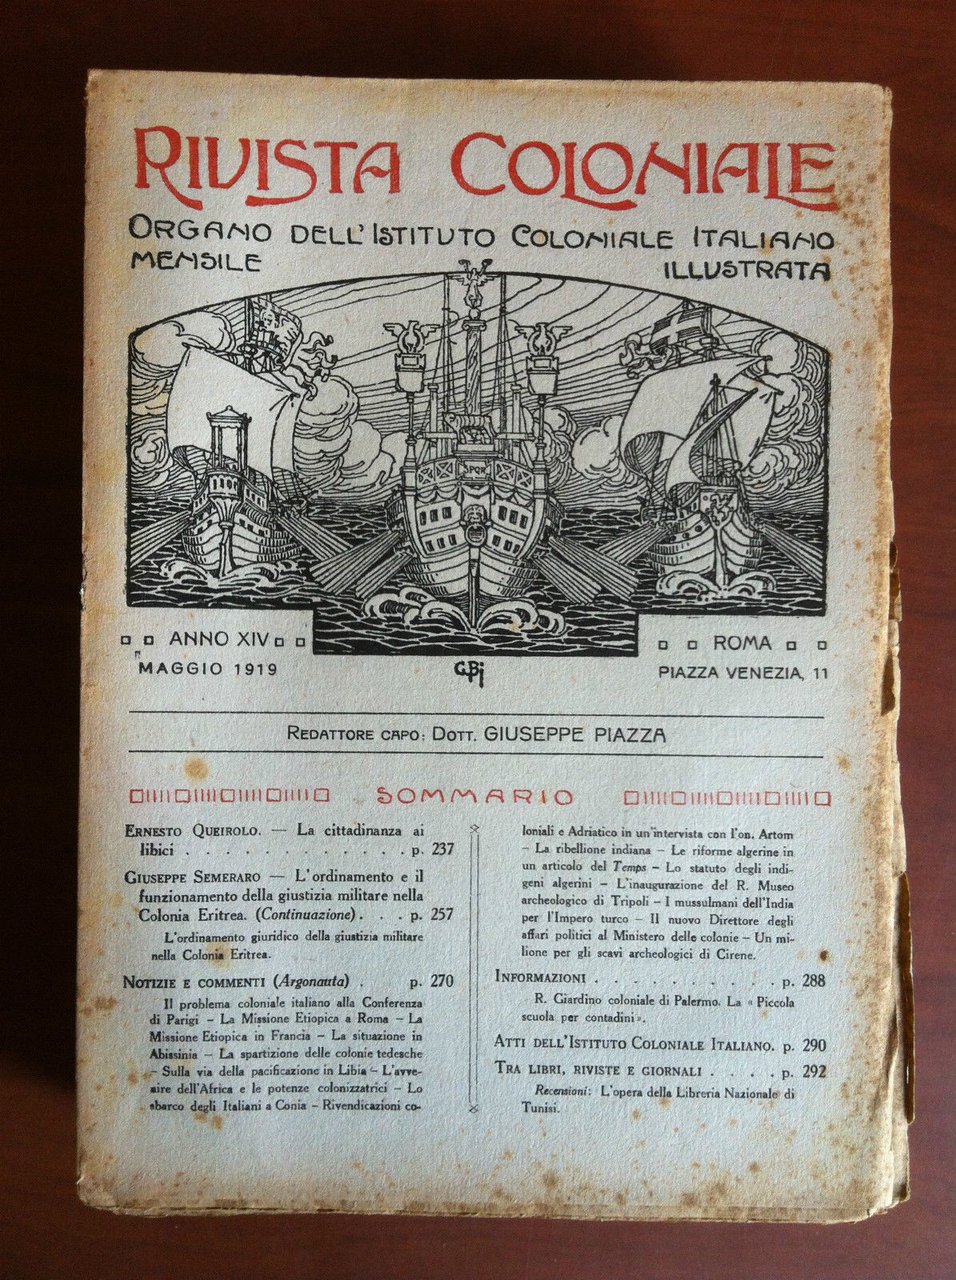 RIVISTA COLONIALE
ORGANO DELL'ISTITUTO COLONIALE ITALIANO
MENSILE ILLUSTRATA
SPQR
ANNO XIV
MAGGIO 1919
ROMA
PIAZZA VENEZIA, 11
REDATTORE CAPO: DOTT. GIUSEPPE PIAZZA
SOMMARIO
ERNESTO QUEIROLO. — La cittadinanza ai
libici . . . . . . . . . . . . p. 237
GIUSEPPE SEMERARO — L'ordinamento e il
funzionamento della giustizia militare nella
Colonia Eritrea. (Continuazione) . . . p. 257
L'ordinamento giuridico della giustizia militare
nella Colonia Eritrea.
NOTIZIE E COMMENTI (Argonauta) . p. 270
Il problema coloniale italiano alla Conferenza
di Parigi – La Missione Etiopica a Roma – La
Missione Etiopica in Francia – La situazione in
Abissinia – La spartizione delle colonie tedesche
– Sulla via della pacificazione in Libia – L'avve-
nire dell'Africa e le potenze colonizzatrici – Lo
sbarco degli Italiani a Conia – Rivendicazioni co-
loniali e Adriatico in un'intervista con l'on. Artom
– La ribellione indiana – Le riforme algerine in
un articolo del Temps – Lo statuto degli indi-
geni algerini – L'inaugurazione del R. Museo
archeologico di Tripoli – I mussulmani dell'India
per l'Impero turco – Il nuovo Direttore degli
affari politici al Ministero delle colonie – Un mi-
lione per gli scavi archeologici di Cirene.
INFORMAZIONI . . . . . . . . . . p. 288
R. Giardino coloniale di Palermo. La « Piccola
scuola per contadini ».
ATTI DELL'ISTITUTO COLONIALE ITALIANO. p. 290
TRA LIBRI, RIVISTE E GIORNALI . . . . p. 292
Recensioni: L'opera della Libreria Nazionale di
Tunisi.